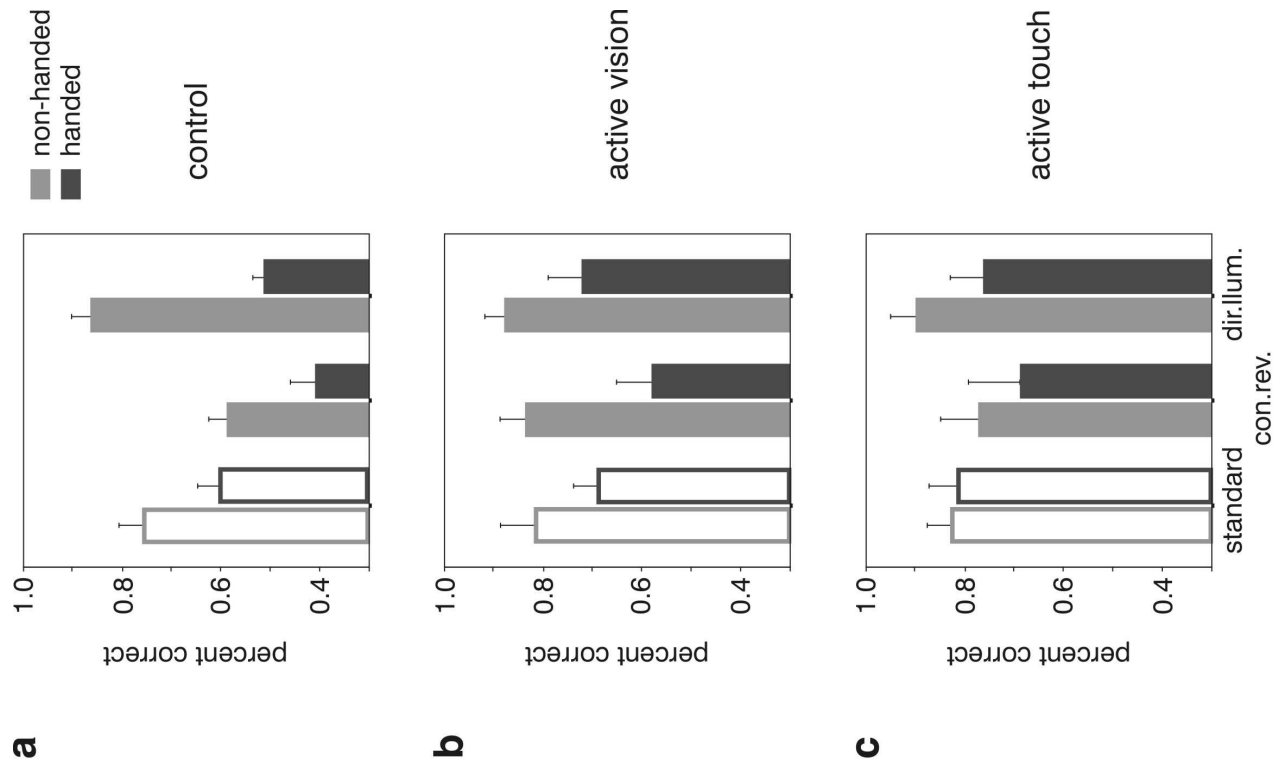 a
non-handed
handed
control
percent correct
1.0
0.8
0.6
0.4
b
active vision
percent correct
1.0
0.8
0.6
0.4
c
active touch
percent correct
1.0
0.8
0.6
0.4
standard
con.rev.
dir.Ilum.